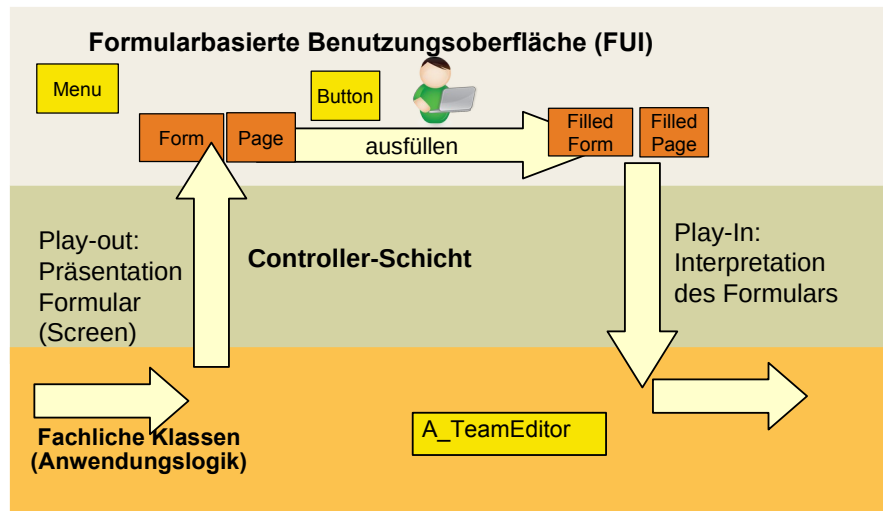 Formularbasierte Benutzungsoberfläche (FUI)
Menu
Button
Form
Page
ausfüllen
Filled
Form
Filled
Page
Play-out:
Präsentation
Formular
(Screen)
Controller-Schicht
Play-In:
Interpretation
des Formulars
Fachliche Klassen
(Anwendungslogik)
A_TeamEditor